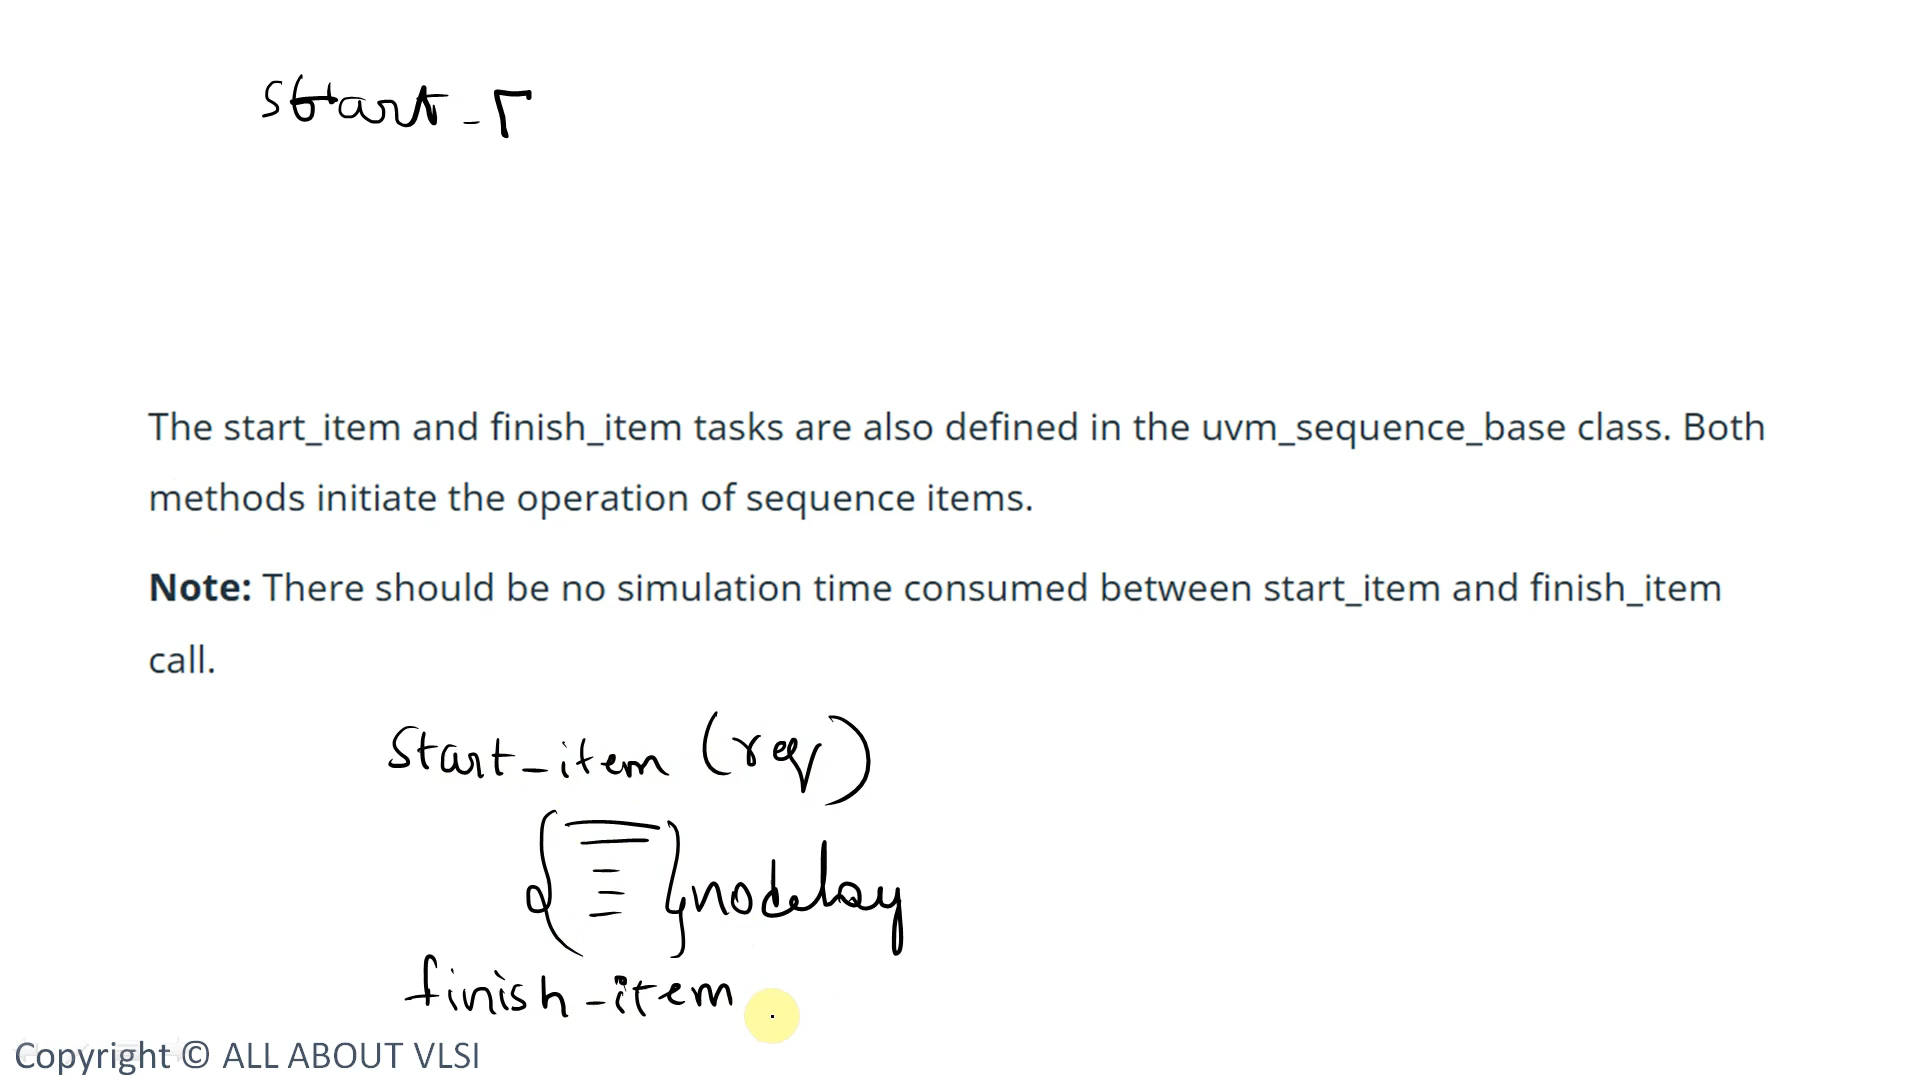 start_r
The start_item and finish_item tasks are also defined in the uvm_sequence_base class. Both
methods initiate the operation of sequence items.
Note: There should be no simulation time consumed between start_item and finish_item
call.
start_item (req)
{ } no delay
finish_item
Copyright © ALL ABOUT VLSI